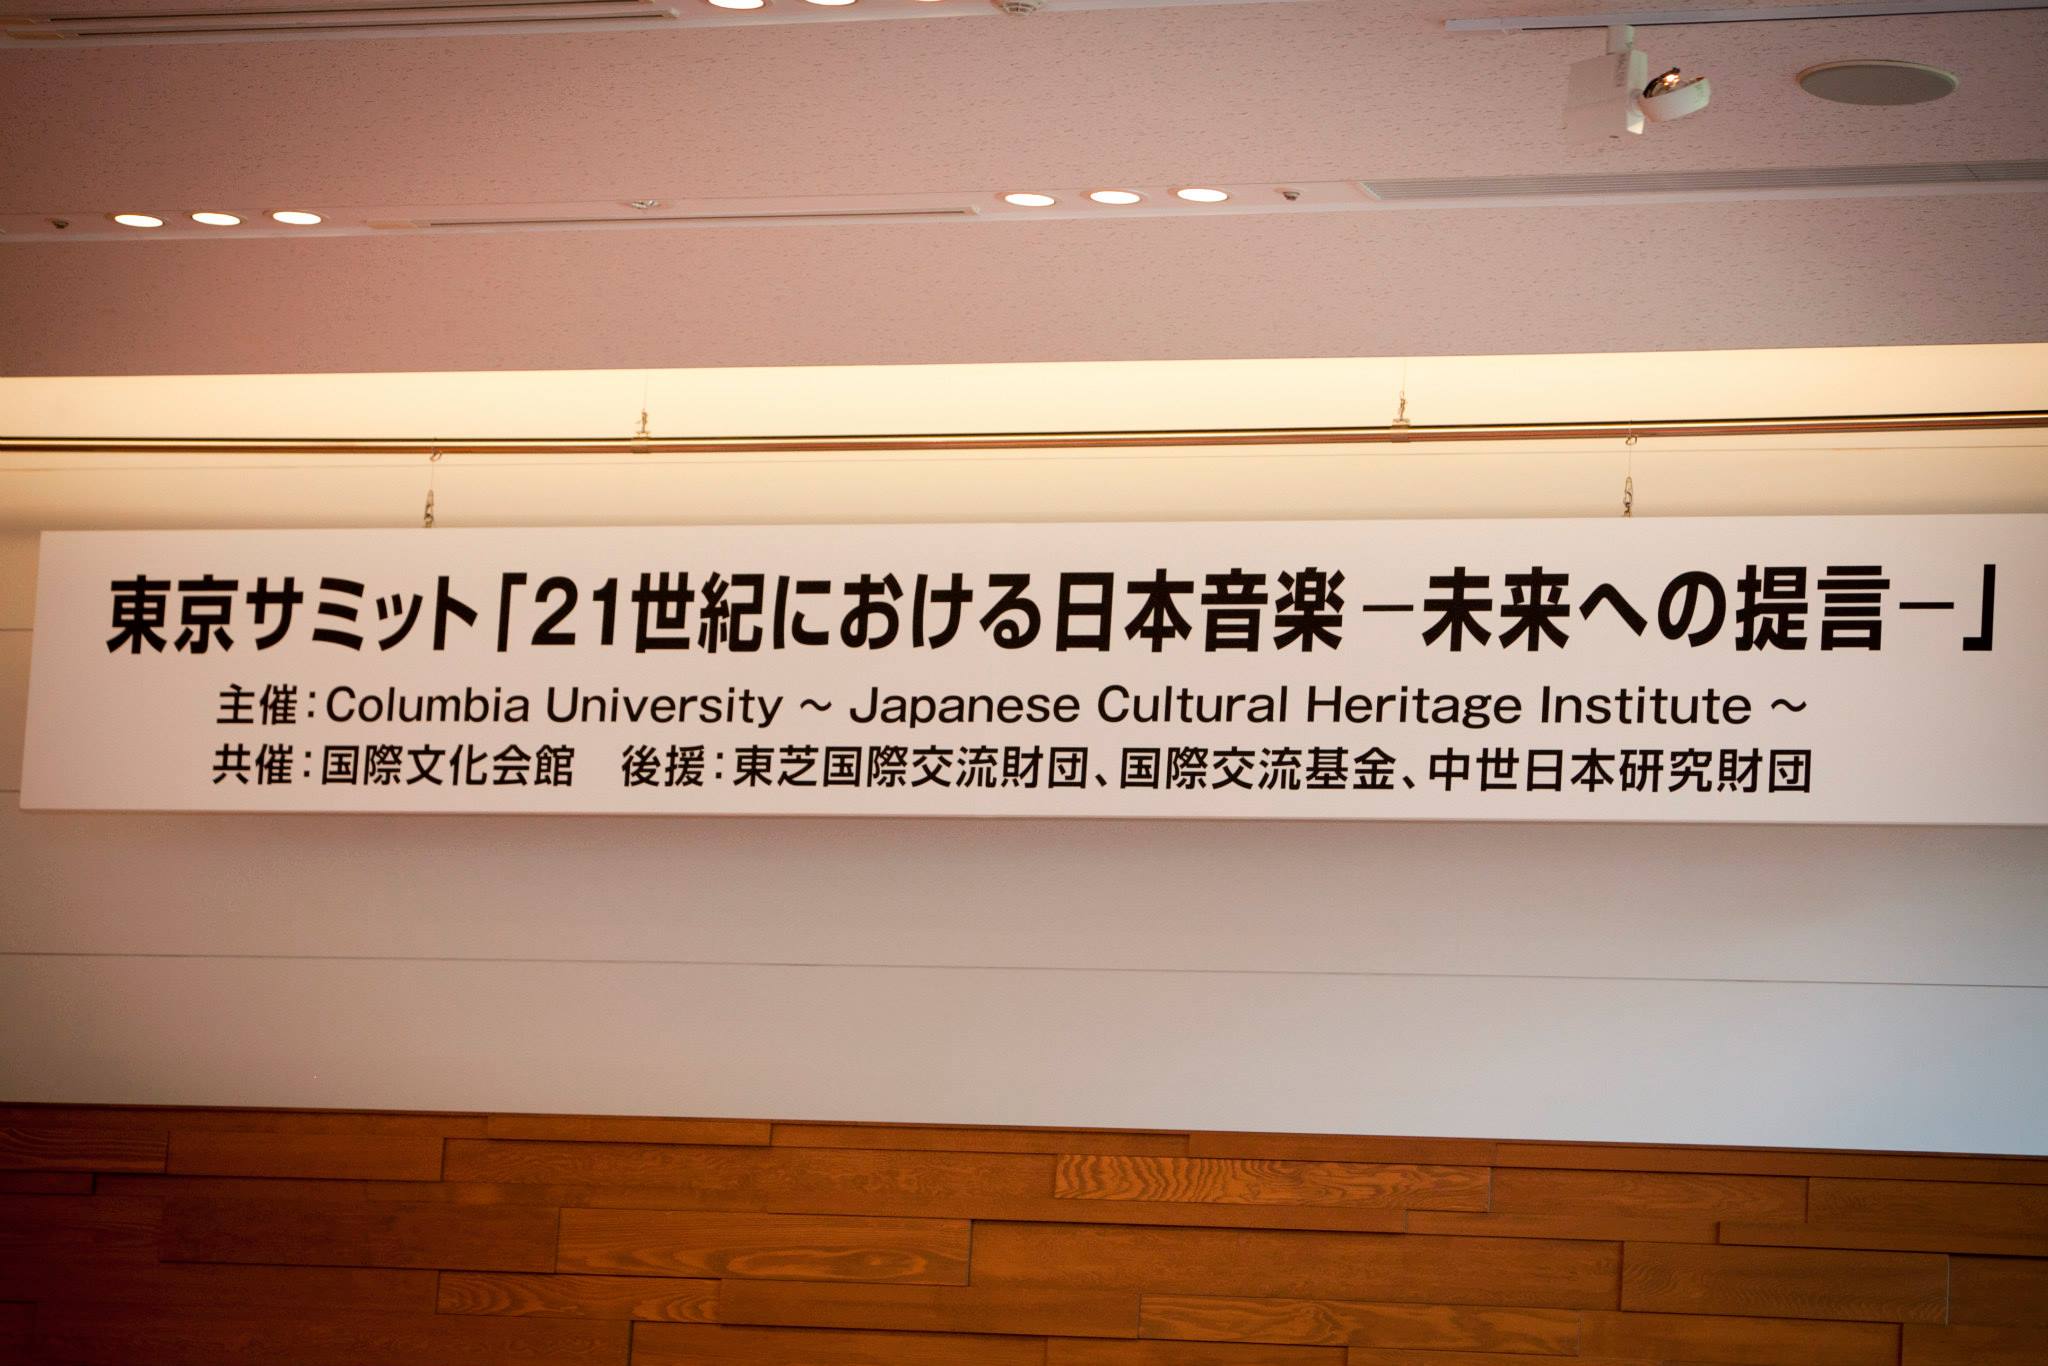 東京サミット「21世紀における日本音楽－未来への提言－」
主催：Columbia University ～ Japanese Cultural Heritage Institute ～
共催：国際文化会館　後援：東芝国際交流財団、国際交流基金、中世日本研究財団